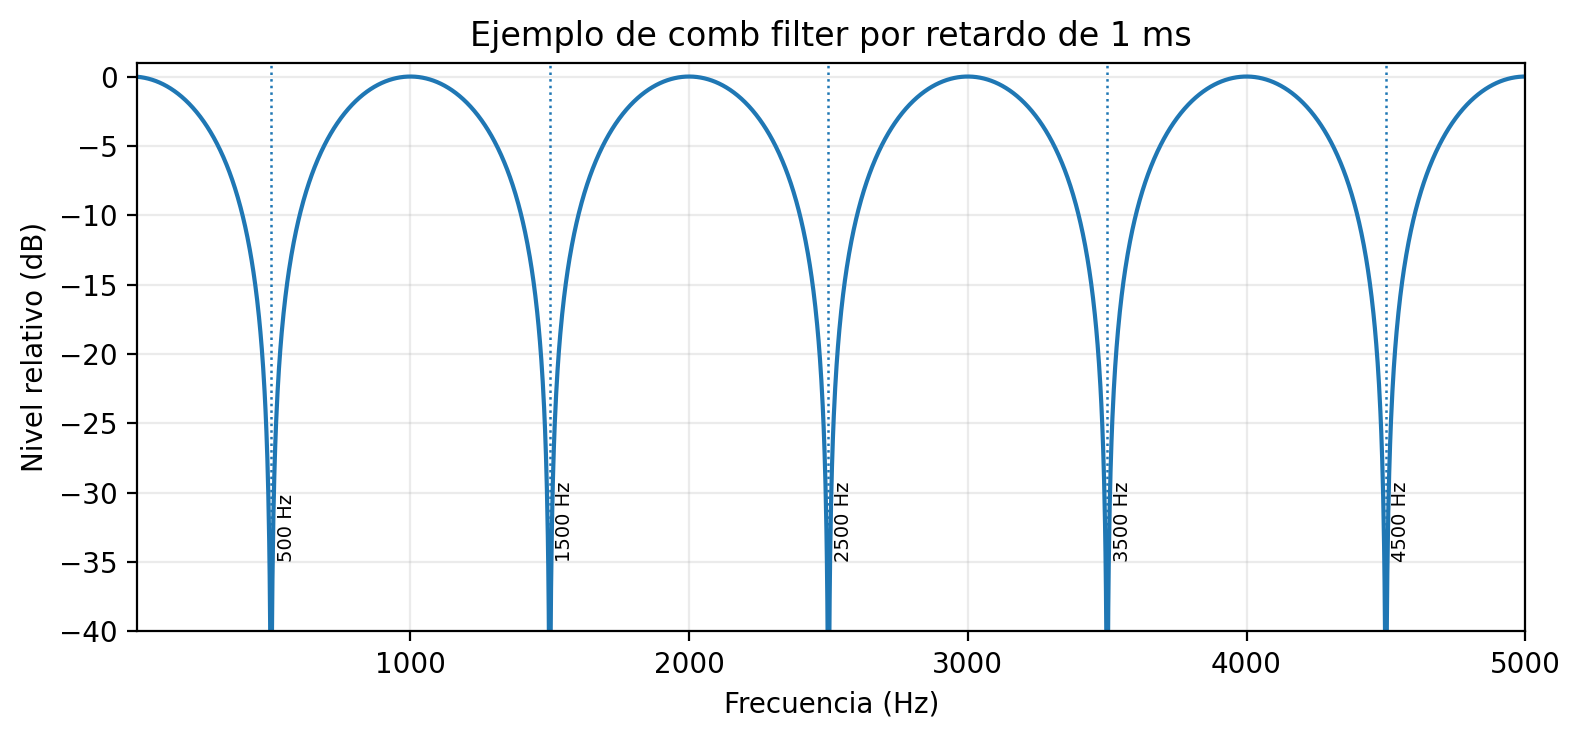 Ejemplo de comb filter por retardo de 1 ms
Nivel relativo (dB)
0
−5
−10
−15
−20
−25
−30
−35
−40
500 Hz
1500 Hz
2500 Hz
3500 Hz
4500 Hz
1000
2000
3000
4000
5000
Frecuencia (Hz)